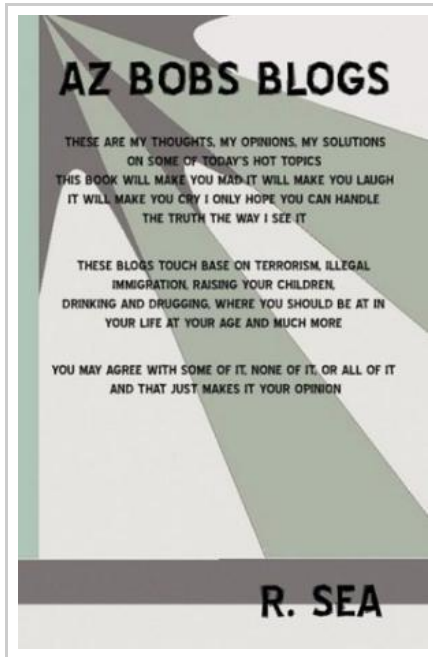 AZ BOBS BLOGS
THESE ARE MY THOUGHTS, MY OPINIONS, MY SOLUTIONS
ON SOME OF TODAY'S HOT TOPICS
THIS BOOK WILL MAKE YOU MAD IT WILL MAKE YOU LAUGH
IT WILL MAKE YOU CRY I ONLY HOPE YOU CAN HANDLE
THE TRUTH THE WAY I SEE IT
THESE BLOGS TOUCH BASE ON TERRORISM, ILLEGAL
IMMIGRATION, RAISING YOUR CHILDREN,
DRINKING AND DRUGGING, WHERE YOU SHOULD BE AT IN
YOUR LIFE AT YOUR AGE AND MUCH MORE
YOU MAY AGREE WITH SOME OF IT, NONE OF IT, OR ALL OF IT
AND THAT JUST MAKES IT YOUR OPINION
R. SEA